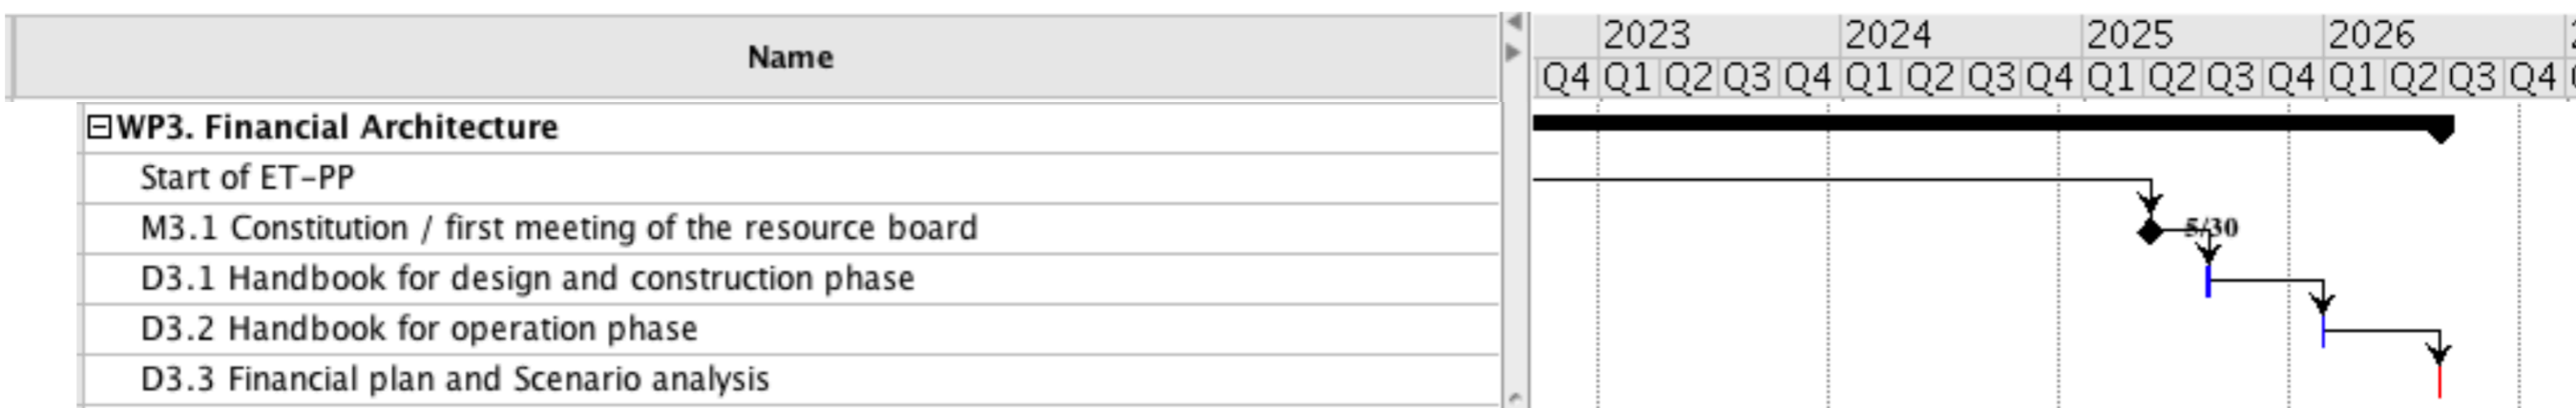 Name
2023 2024 2025 2026
Q4 Q1 Q2 Q3 Q4 Q1 Q2 Q3 Q4 Q1 Q2 Q3 Q4 Q1 Q2 Q3 Q4
WP3. Financial Architecture
Start of ET-PP
M3.1 Constitution / first meeting of the resource board
5/30
D3.1 Handbook for design and construction phase
D3.2 Handbook for operation phase
D3.3 Financial plan and Scenario analysis